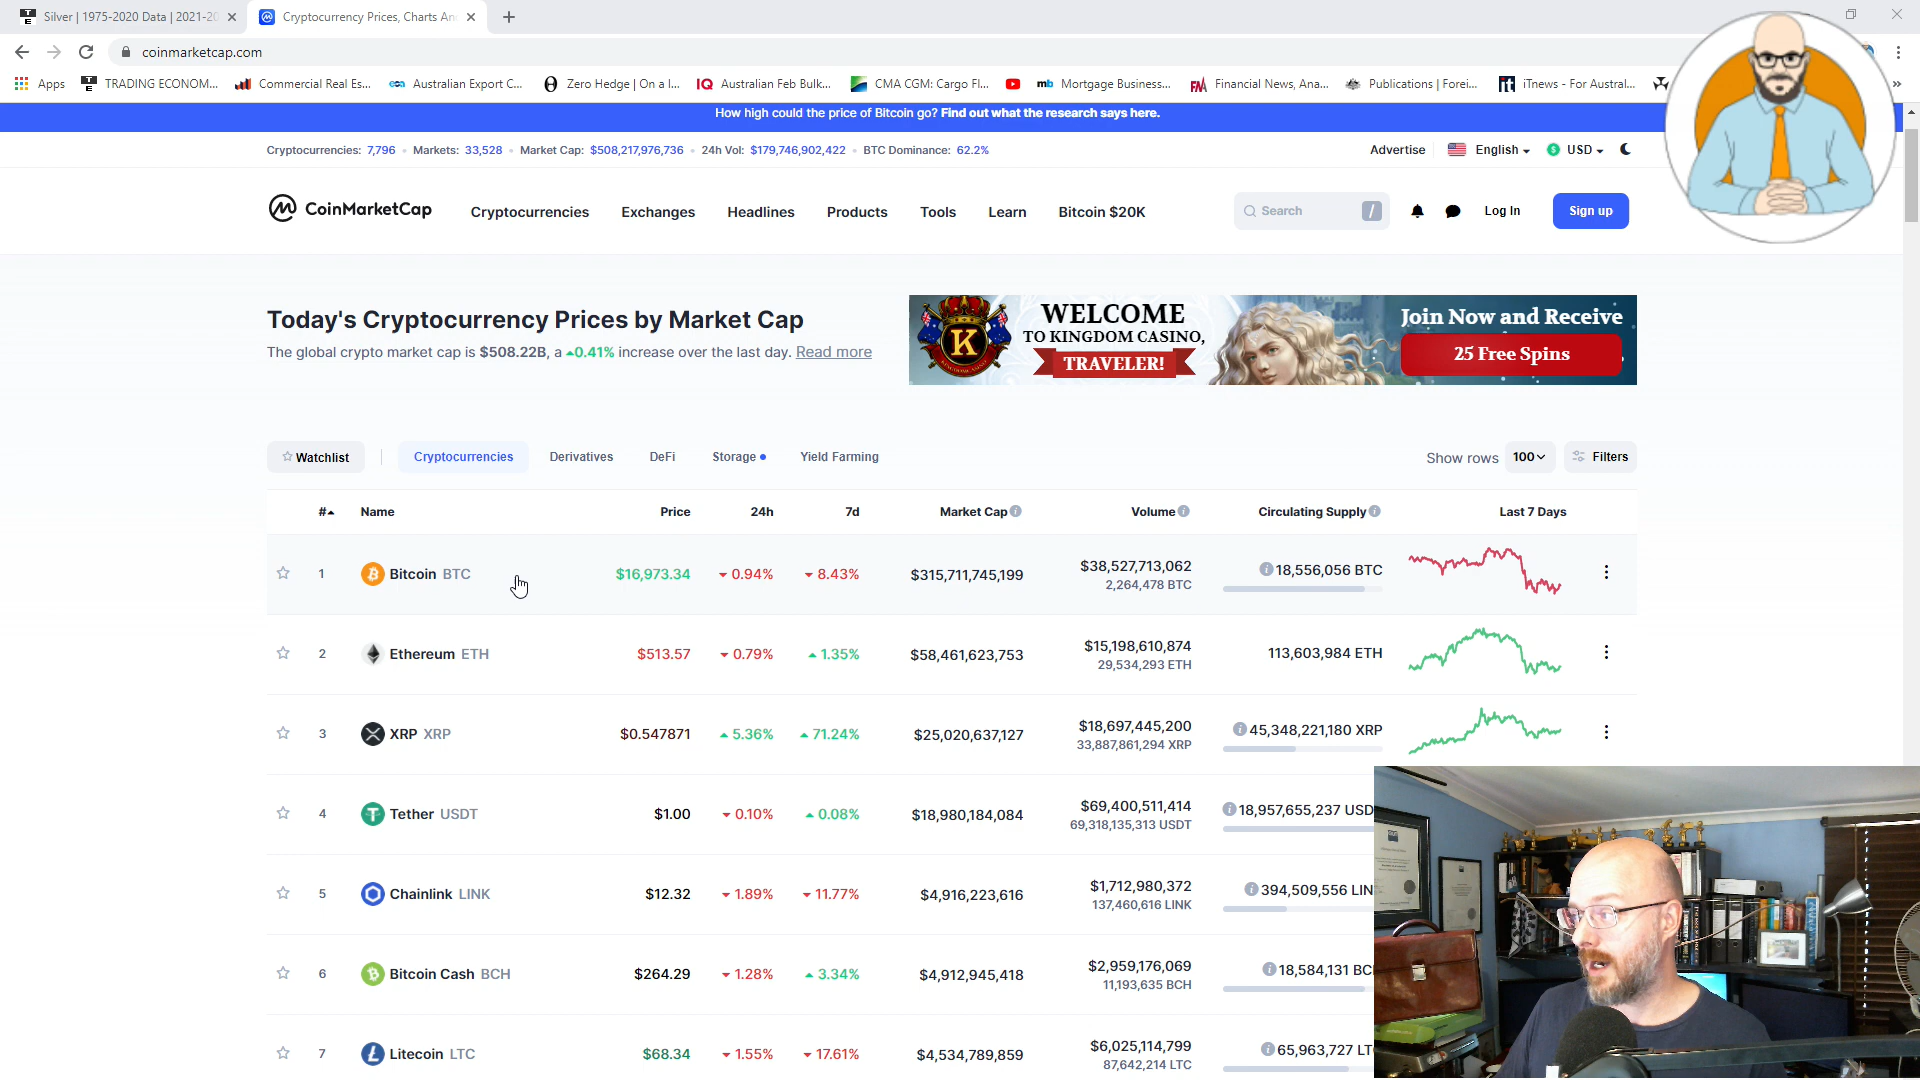 Silver | 1975-2020 Data | 2021-20
Cryptocurrency Prices, Charts An
coinmarketcap.com
Apps
TRADING ECONOM...
Commercial Real Es...
Australian Export C...
Zero Hedge | On a l...
Australian Feb Bulk...
CMA CGM: Cargo Fl...
Mortgage Business...
Financial News, Ana...
Publications | Forei...
iTnews - For Austral...
How high could the price of Bitcoin go? Find out what the research says here.
Cryptocurrencies: 7,796 Markets: 33,528 Market Cap: $508,217,976,736 24h Vol: $179,746,902,422 BTC Dominance: 62.2%
Advertise English USD
CoinMarketCap
Cryptocurrencies Exchanges Headlines Products Tools Learn Bitcoin $20K
Search /
Log In
Sign up
Today's Cryptocurrency Prices by Market Cap
The global crypto market cap is $508.22B, a 0.41% increase over the last day. Read more
K
WELCOME
TO KINGDOM CASINO,
TRAVELER!
Join Now and Receive
25 Free Spins
Watchlist Cryptocurrencies Derivatives DeFi Storage Yield Farming
Show rows 100 Filters
# Name Price 24h 7d Market Cap Volume Circulating Supply Last 7 Days
1 Bitcoin BTC $16,973.34 0.94% 8.43% $315,711,745,199 $38,527,713,062 18,556,056 BTC
2,264,478 BTC
2 Ethereum ETH $513.57 0.79% 1.35% $58,461,623,753 $15,198,610,874 113,603,984 ETH
29,534,293 ETH
3 XRP XRP $0.547871 5.36% 71.24% $25,020,637,127 $18,697,445,200 45,348,221,180 XRP
33,887,861,294 XRP
4 Tether USDT $1.00 0.10% 0.08% $18,980,184,084 $69,400,511,414 18,957,655,237 USD
69,318,135,313 USDT
5 Chainlink LINK $12.32 1.89% 11.77% $4,916,223,616 $1,712,980,372 394,509,556 LIN
137,460,616 LINK
6 Bitcoin Cash BCH $264.29 1.28% 3.34% $4,912,945,418 $2,959,176,069 18,584,131 BC
11,193,635 BCH
7 Litecoin LTC $68.34 1.55% 17.61% $4,534,789,859 $6,025,114,799 65,963,727 LT
87,642,214 LTC